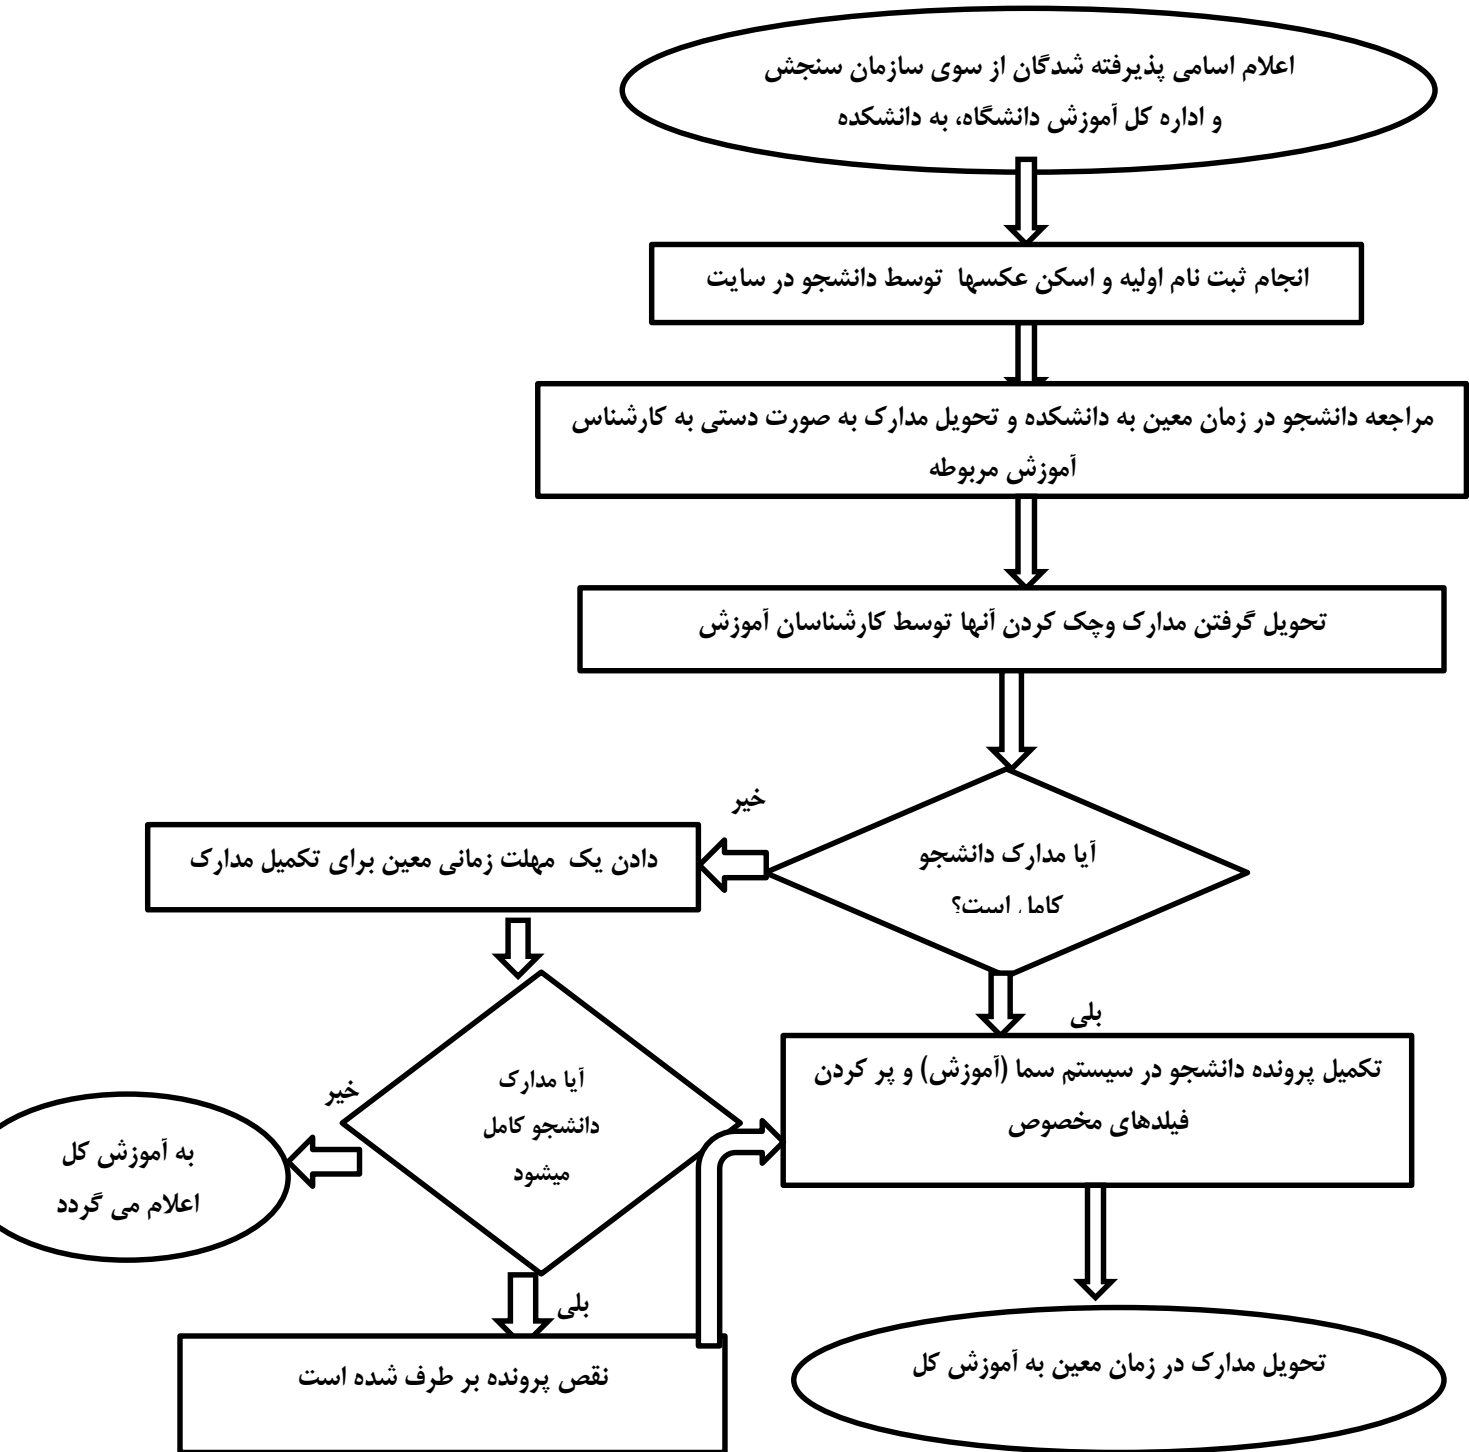 اعلام اسامی پذیرفته شدگان از سوی سازمان سنجش
و اداره کل آموزش دانشگاه، به دانشکده
انجام ثبت نام اولیه و اسکن عکسها توسط دانشجو در سایت
مراجعه دانشجو در زمان معین به دانشکده و تحویل مدارک به صورت دستی به کارشناس
آموزش مربوطه
تحویل گرفتن مدارک وچک کردن آنها توسط کارشناسان آموزش
آیا مدارک دانشجو
کامل است؟
خیر
دادن یک مهلت زمانی معین برای تکمیل مدارک
بلی
تکمیل پرونده دانشجو در سیستم سما (آموزش) و پر کردن
فیلدهای مخصوص
آیا مدارک
دانشجو کامل
میشود
خیر
به آموزش کل
اعلام می گردد
بلی
نقص پرونده بر طرف شده است
تحویل مدارک در زمان معین به آموزش کل